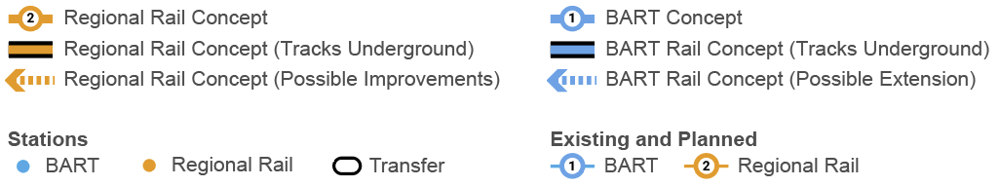 2 Regional Rail Concept
Regional Rail Concept (Tracks Underground)
Regional Rail Concept (Possible Improvements)
1 BART Concept
BART Rail Concept (Tracks Underground)
BART Rail Concept (Possible Extension)
Stations
BART Regional Rail Transfer
Existing and Planned
1 BART 2 Regional Rail